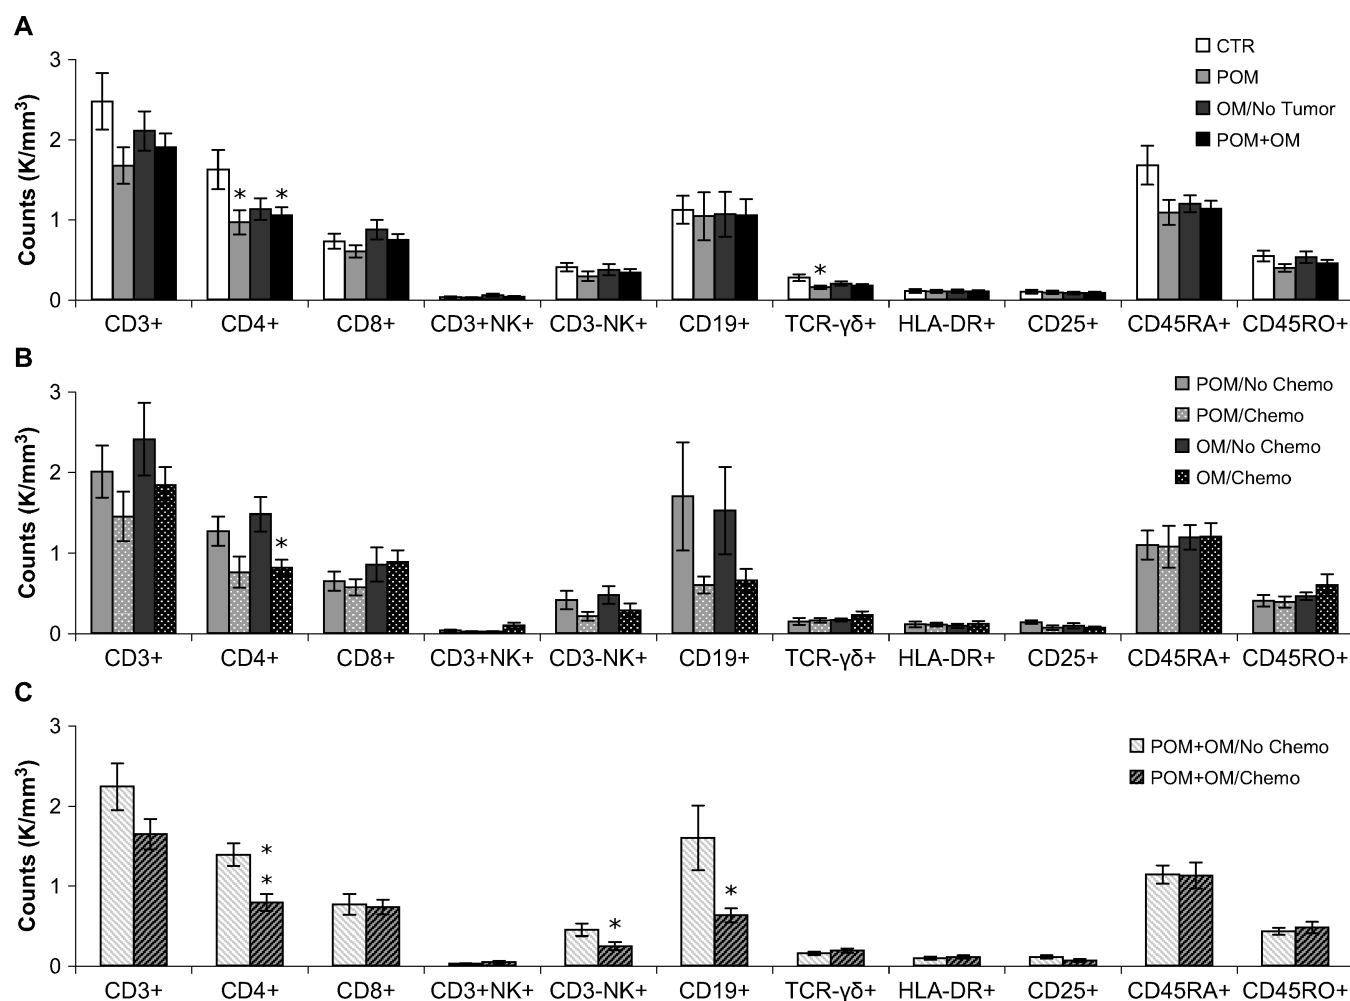 A
CTR
POM
OM/No Tumor
POM+OM
Counts (K/mm³)
3
2
1
0
* * *
CD3+ CD4+ CD8+ CD3+NK+ CD3-NK+ CD19+ TCR-γδ+ HLA-DR+ CD25+ CD45RA+ CD45RO+
B
POM/No Chemo
POM/Chemo
OM/No Chemo
OM/Chemo
Counts (K/mm³)
3
2
1
0
*
CD3+ CD4+ CD8+ CD3+NK+ CD3-NK+ CD19+ TCR-γδ+ HLA-DR+ CD25+ CD45RA+ CD45RO+
C
POM+OM/No Chemo
POM+OM/Chemo
Counts (K/mm³)
3
2
1
0
*
*
* *
CD3+ CD4+ CD8+ CD3+NK+ CD3-NK+ CD19+ TCR-γδ+ HLA-DR+ CD25+ CD45RA+ CD45RO+